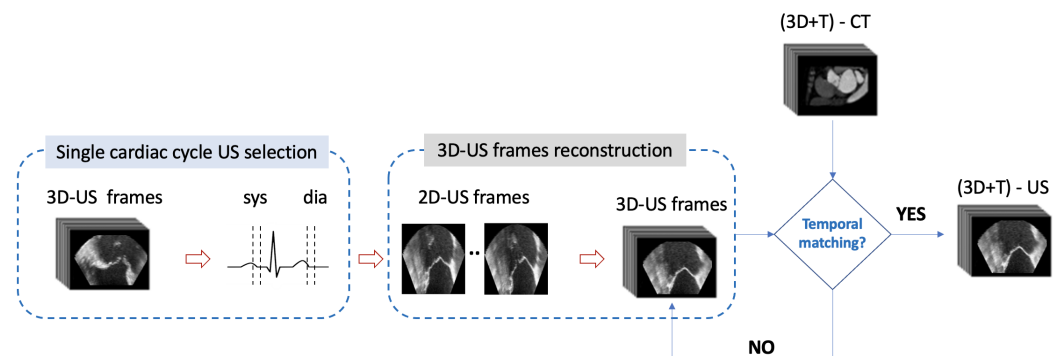 (3D+T) - CT
Single cardiac cycle US selection
3D-US frames reconstruction
3D-US frames
sys
dia
2D-US frames
3D-US frames
Temporal
matching?
YES
(3D+T) - US
NO